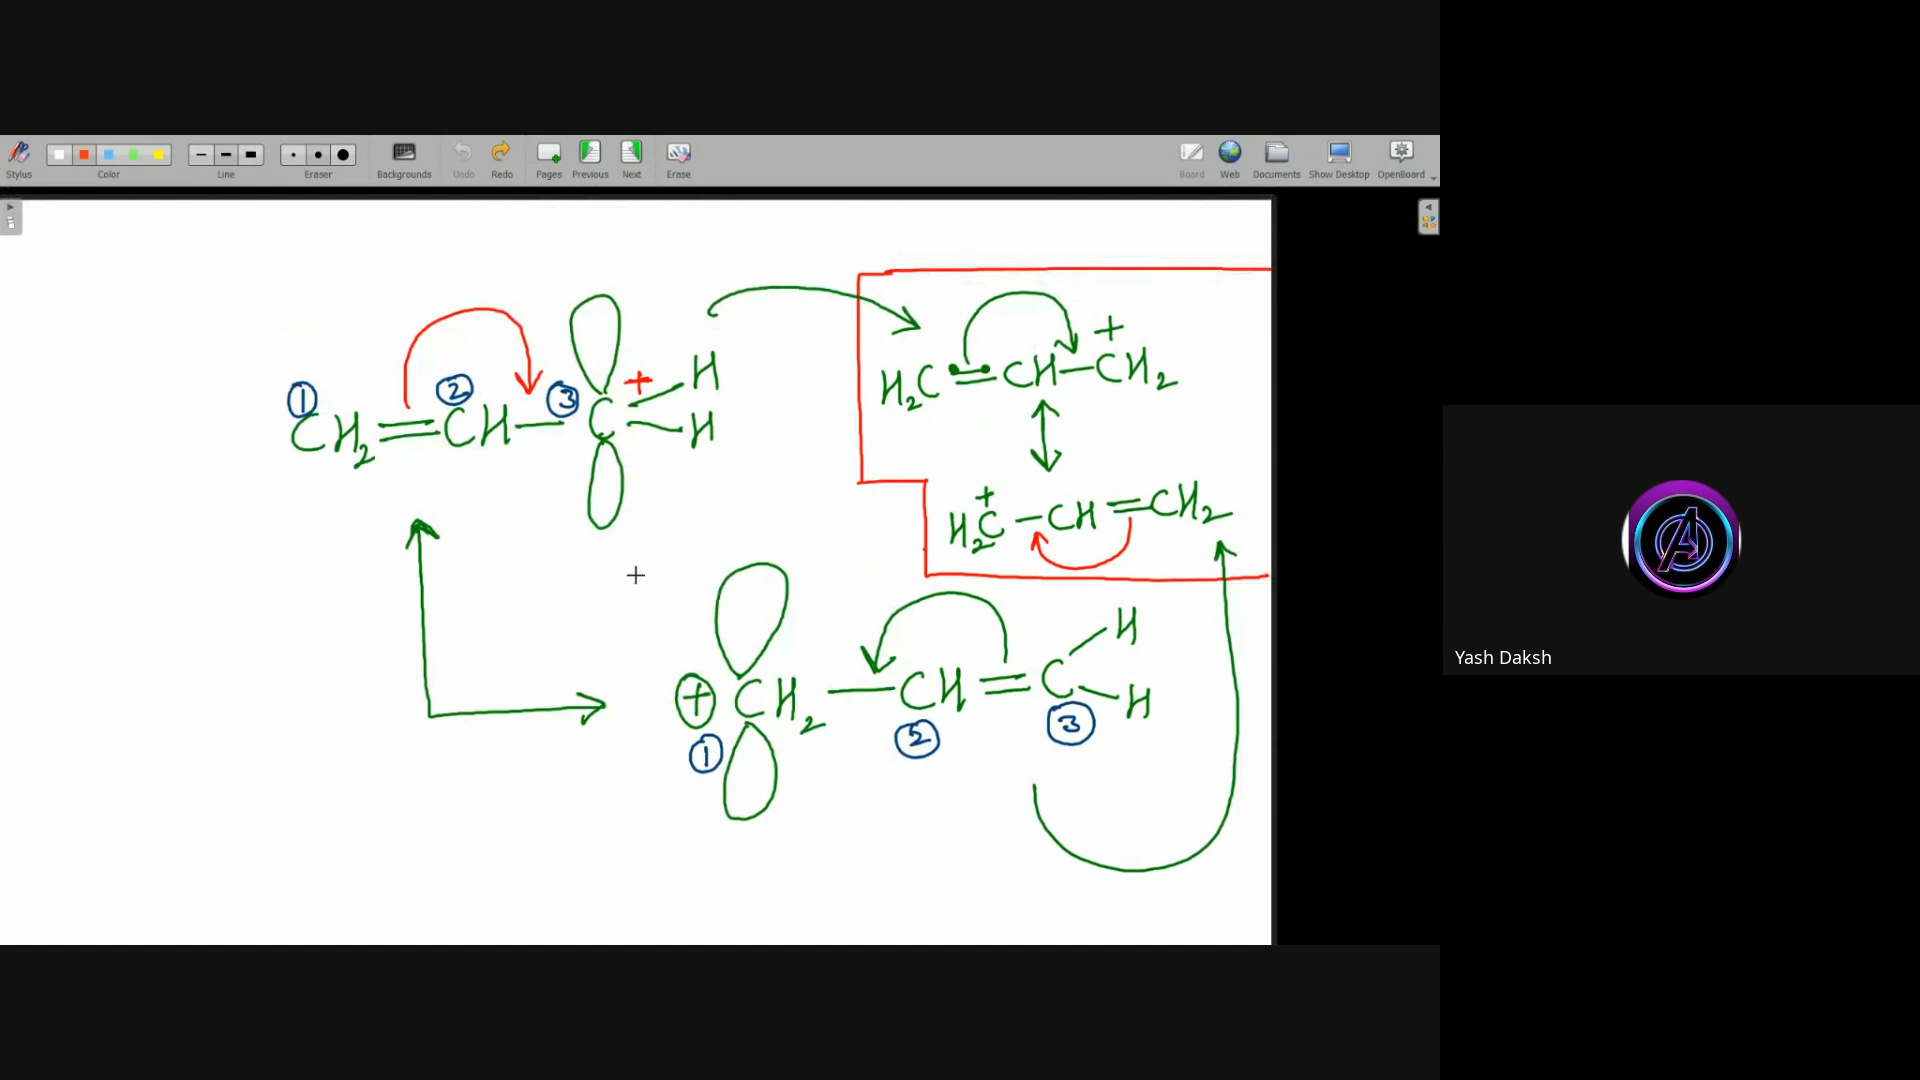 Stylus Color Line Eraser Backgrounds Undo Redo Pages Previous Next Erase Board Web Documents Show Desktop OpenBoard
+
H₂C=CH-CH₂
① ② ③ + H
CH₂=CH-C H
+
H₂C-CH=CH₂
H
+ CH₂-CH=C
H
① ② ③
Yash Daksh